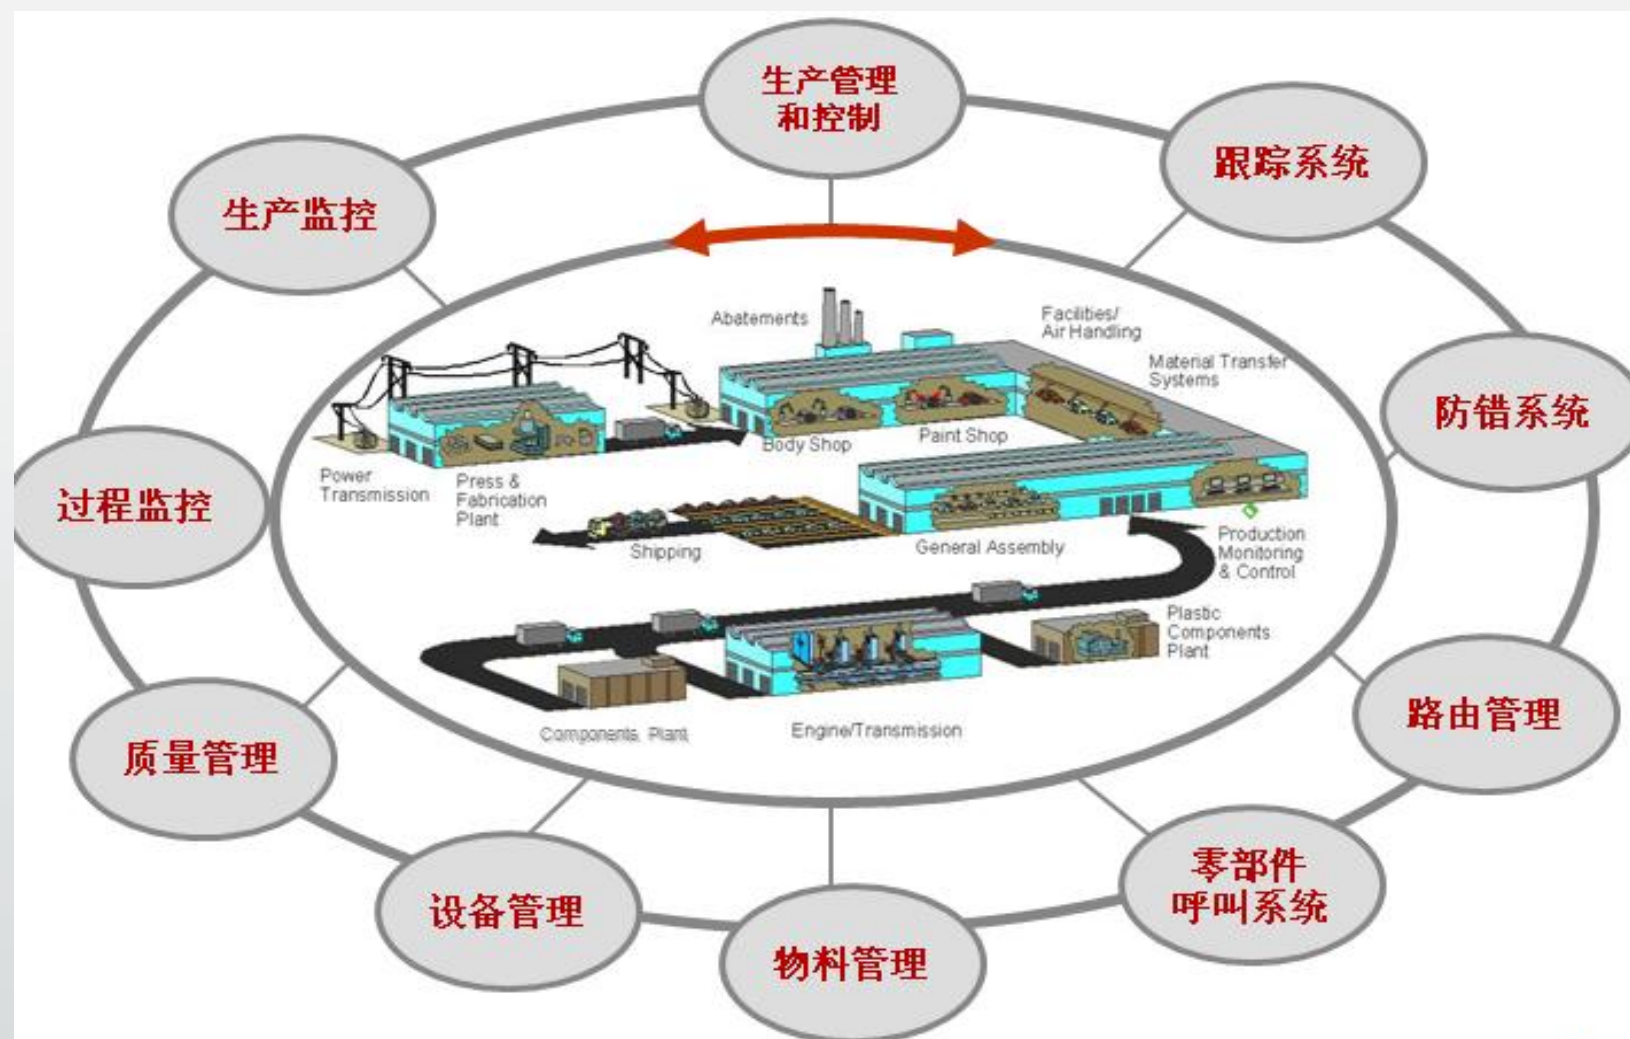 生产管理
和控制
跟踪系统
生产监控
防错系统
过程监控
路由管理
质量管理
零部件
呼叫系统
设备管理
物料管理
Abatements
Facilities/
Air Handling
Material Transfer
Systems
Body Shop
Paint Shop
Power
Transmission
Press &
Fabrication
Plant
Shipping
General Assembly
Production
Monitoring
& Control
Plastic
Components
Plant
Components Plant
Engine/Transmission